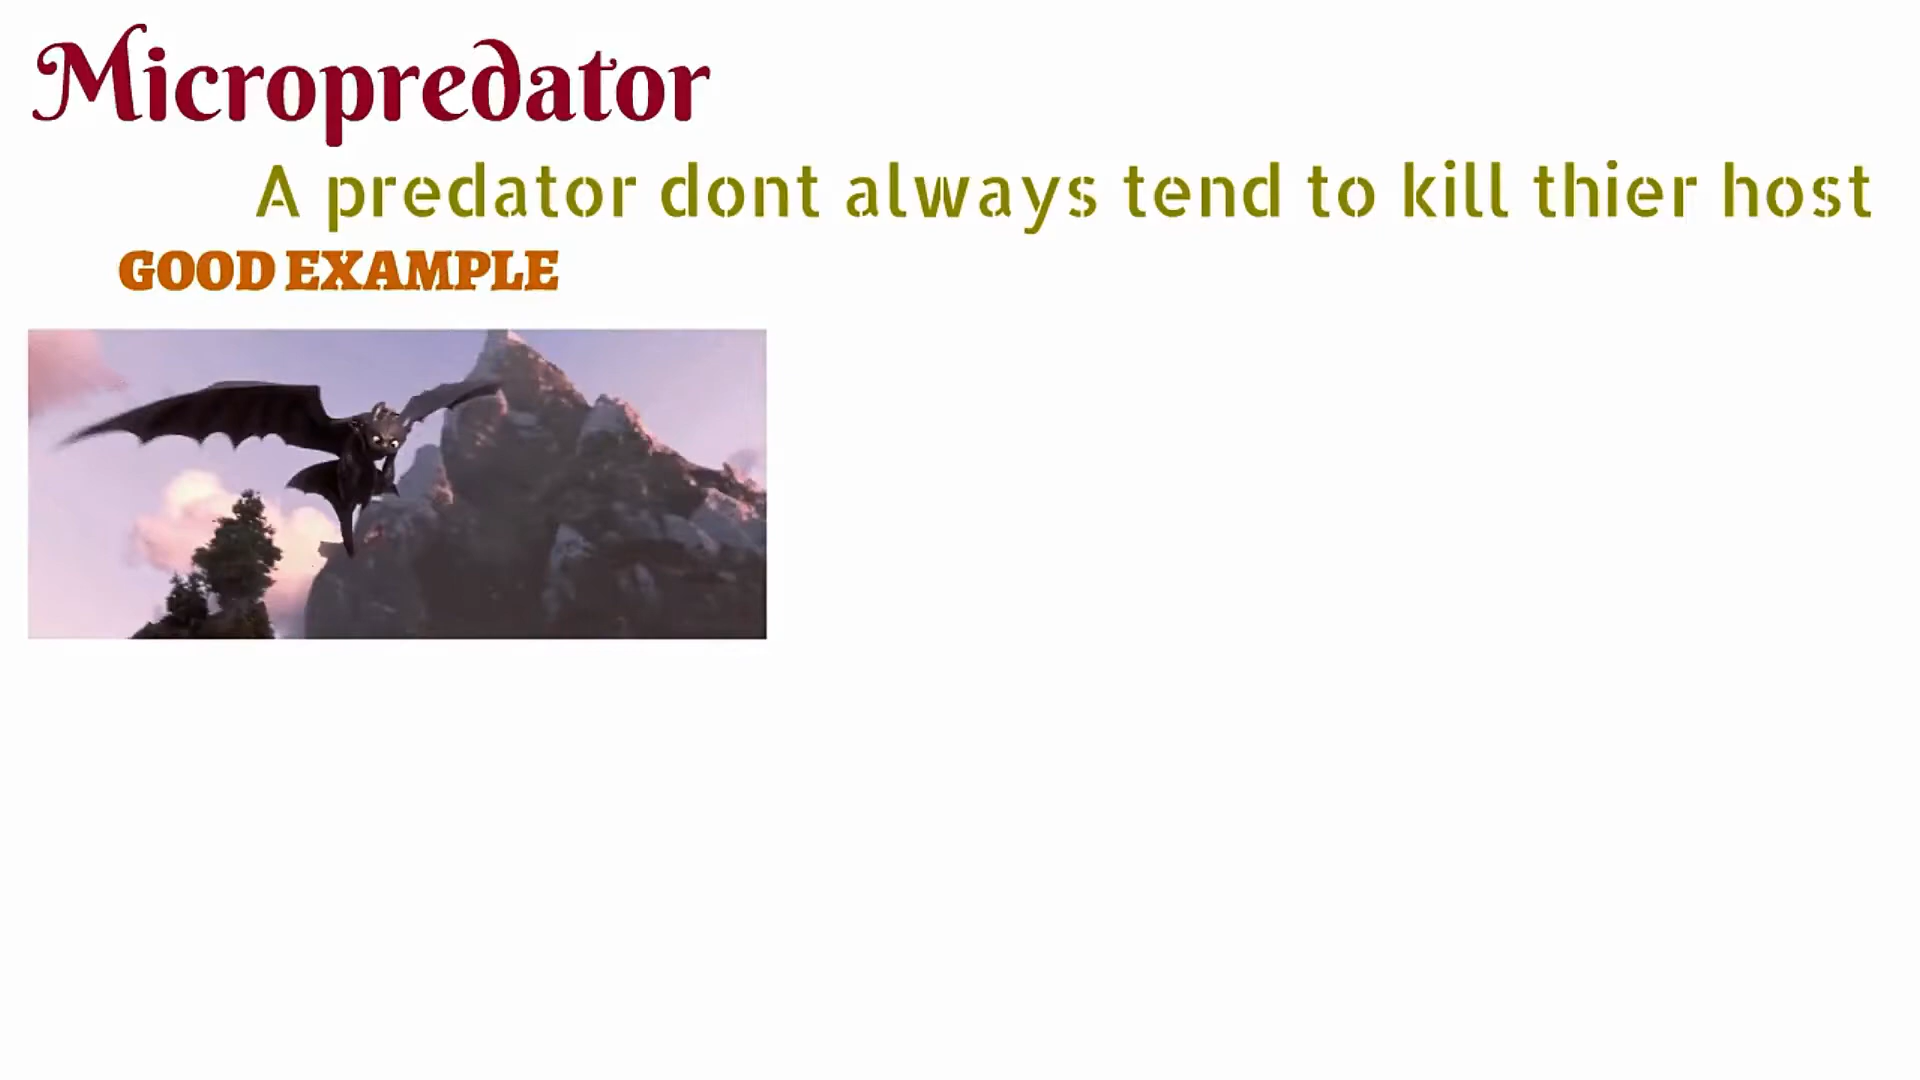 Micropredator
A predator dont always tend to kill thier host
GOOD EXAMPLE